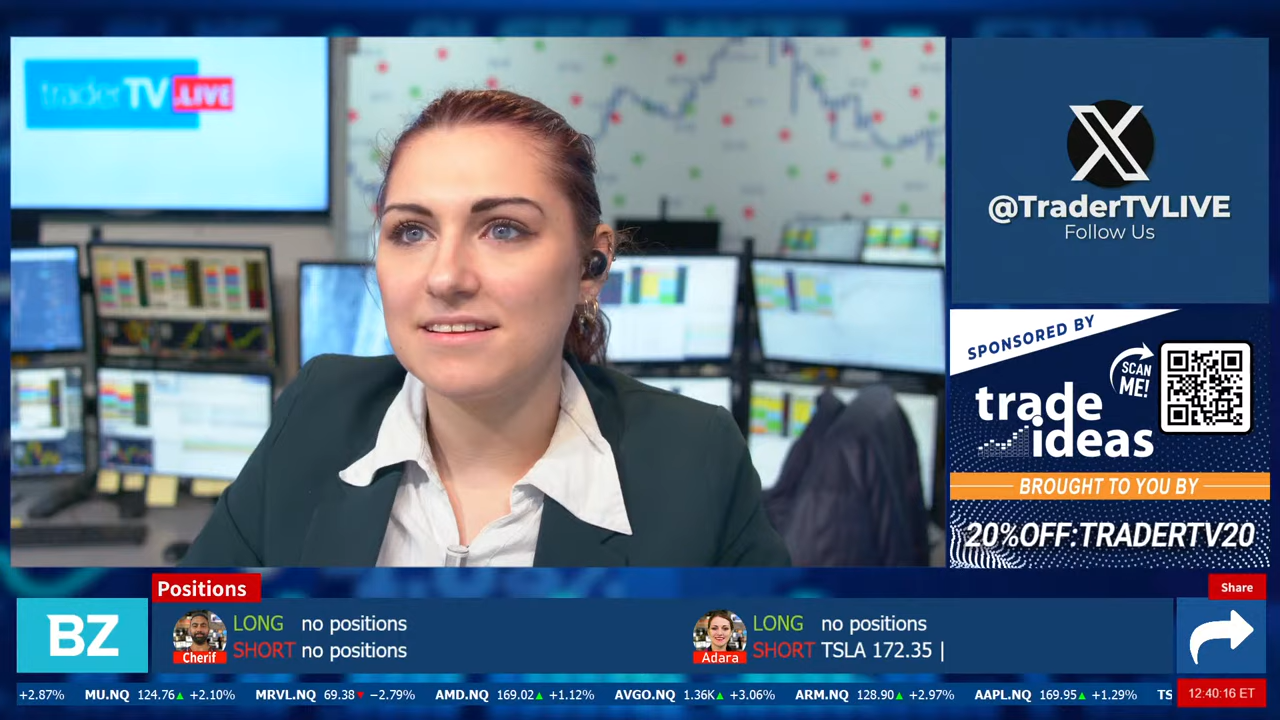 traderTV.LIVE
@TraderTVLIVE
Follow Us
SPONSORED BY
SCAN
ME!
trade
ideas
BROUGHT TO YOU BY
20%OFF:TRADERTV20
Positions
Share
BZ
Cherif
LONG no positions
SHORT no positions
Adara
LONG no positions
SHORT TSLA 172.35 |
+2.87% MU.NQ 124.76▲ +2.10% MRVL.NQ 69.38▼ −2.79% AMD.NQ 169.02▲ +1.12% AVGO.NQ 1.36K▲ +3.06% ARM.NQ 128.90▲ +2.97% AAPL.NQ 169.95▲ +1.29% TS
12:40:16 ET